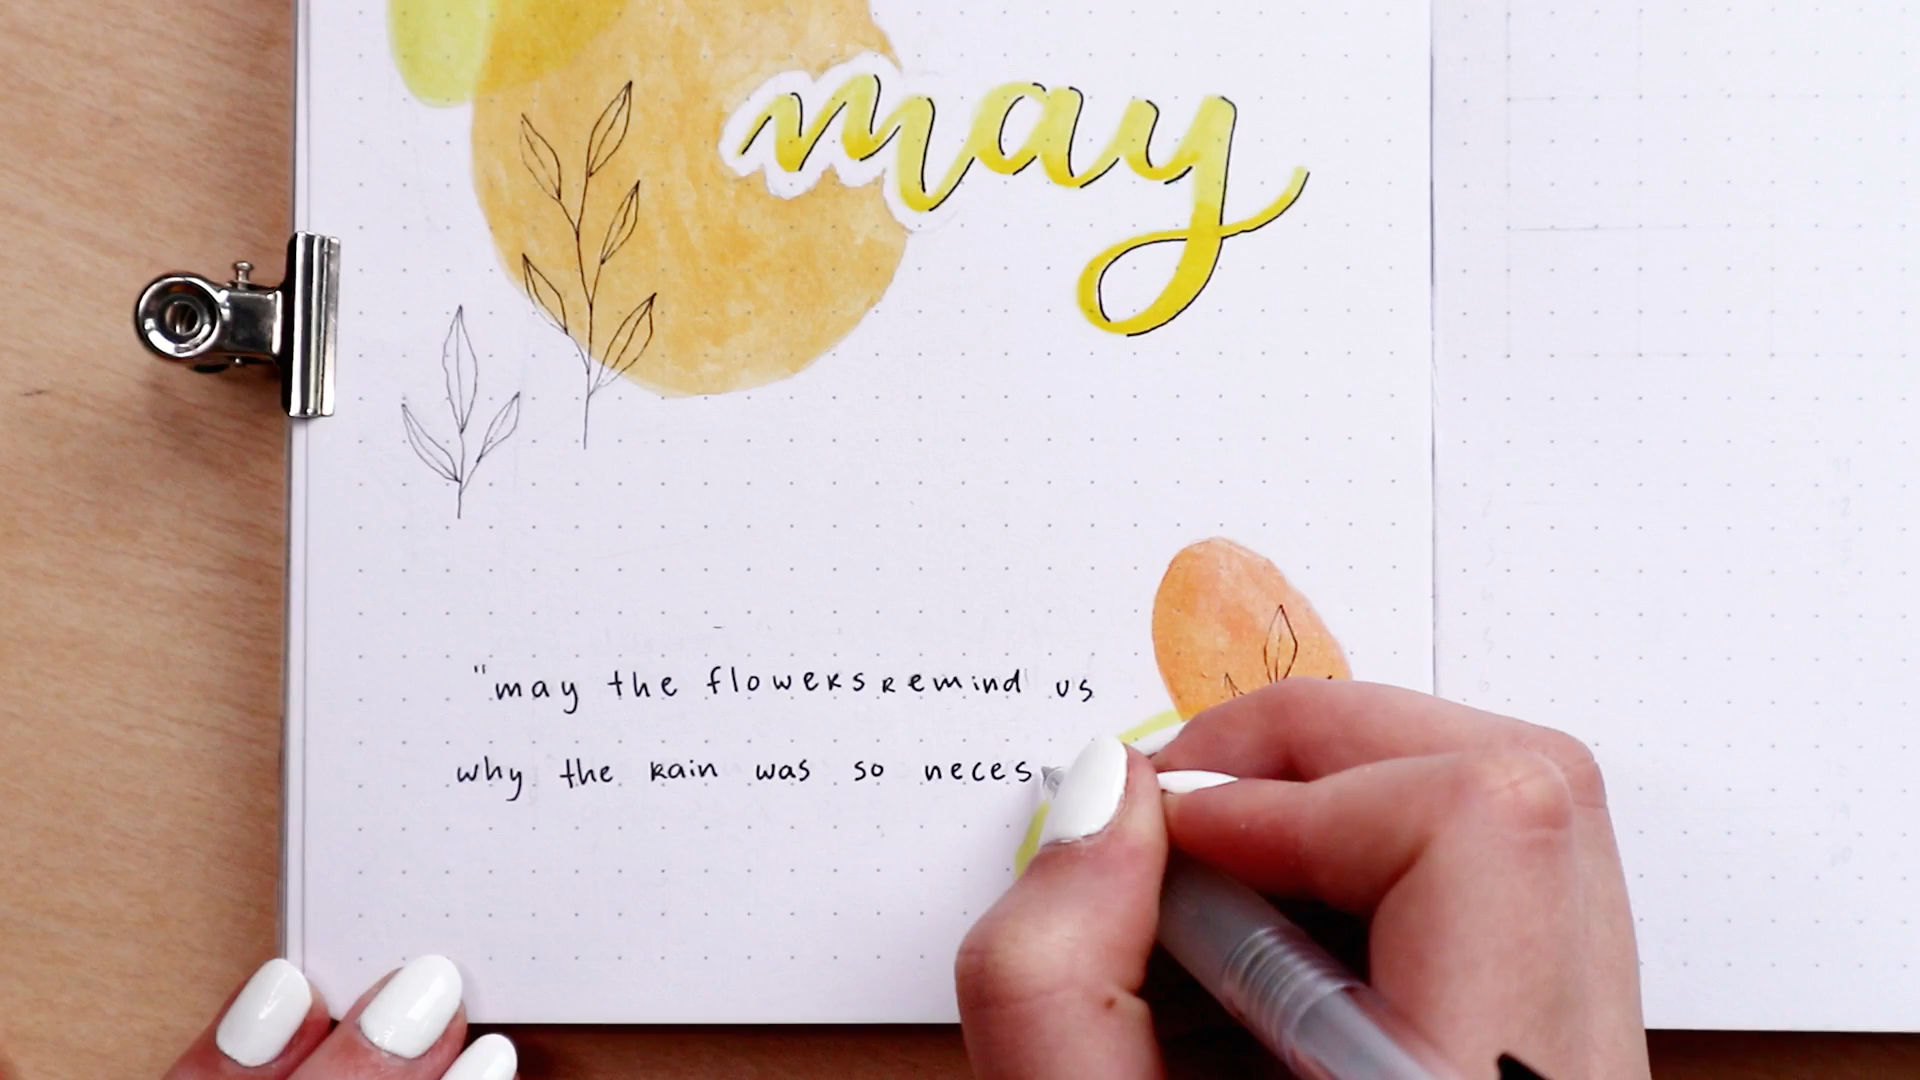 may
"may the flowers remind us
why the rain was so neces